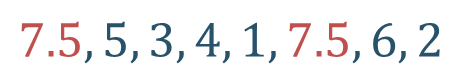 7.5, 5, 3, 4, 1, 7.5, 6, 2